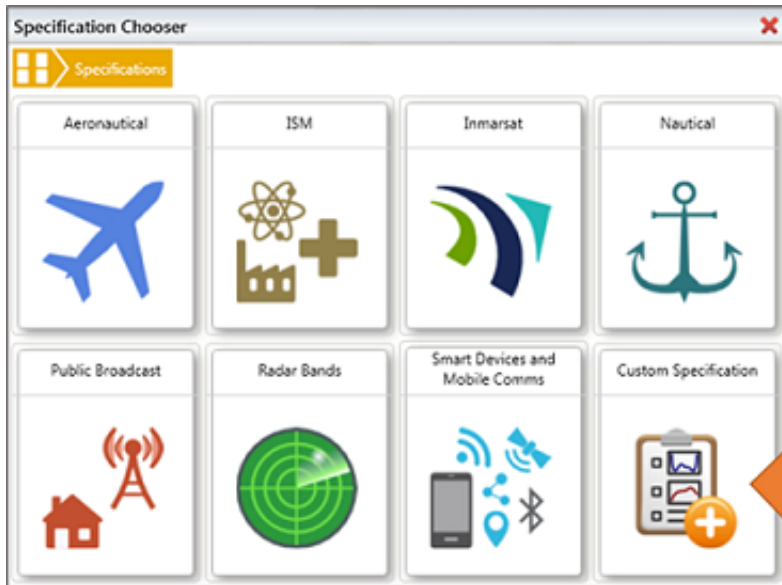 Specification Chooser
Specifications
Aeronautical
ISM
Inmarsat
Nautical
Public Broadcast
Radar Bands
Smart Devices and
Mobile Comms
Custom Specification